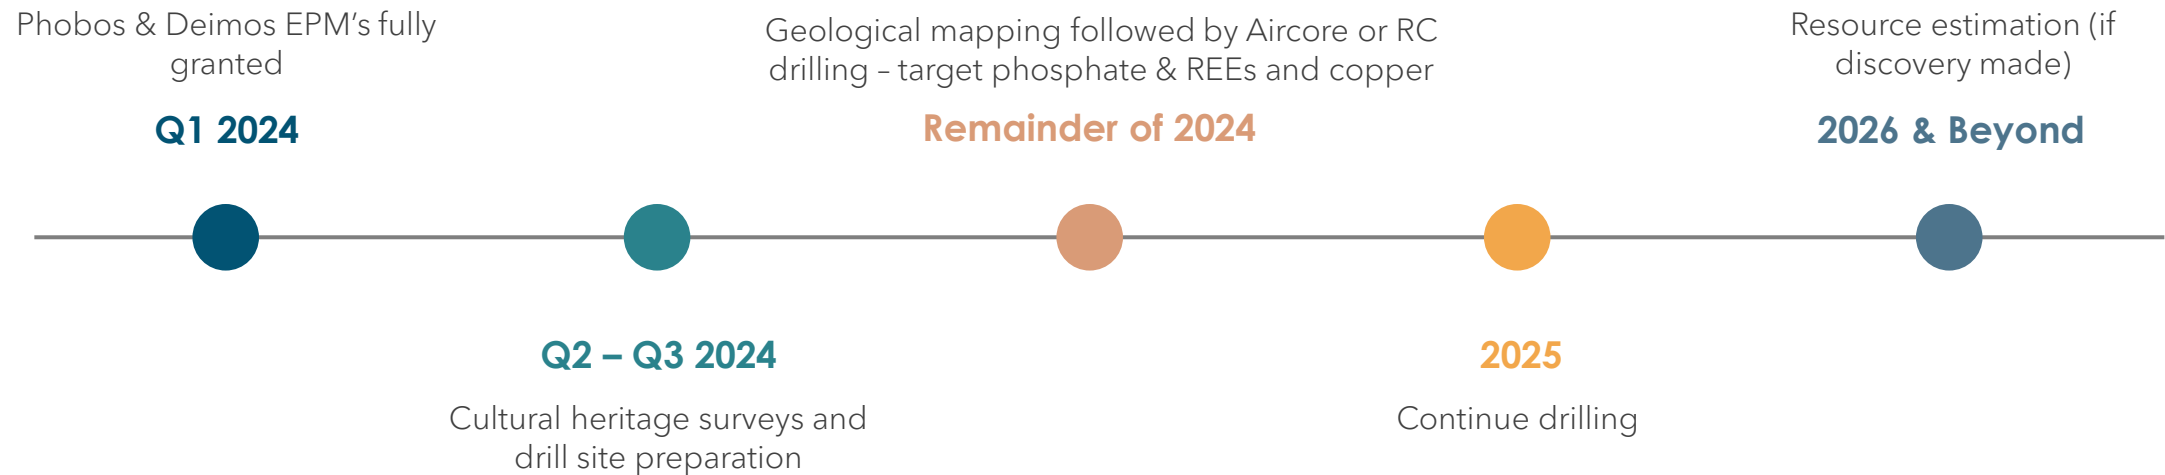 Phobos & Deimos EPM's fully
granted
Q1 2024
Q2 – Q3 2024
Cultural heritage surveys and
drill site preparation
Geological mapping followed by Aircore or RC
drilling – target phosphate & REEs and copper
Remainder of 2024
2025
Continue drilling
Resource estimation (if
discovery made)
2026 & Beyond